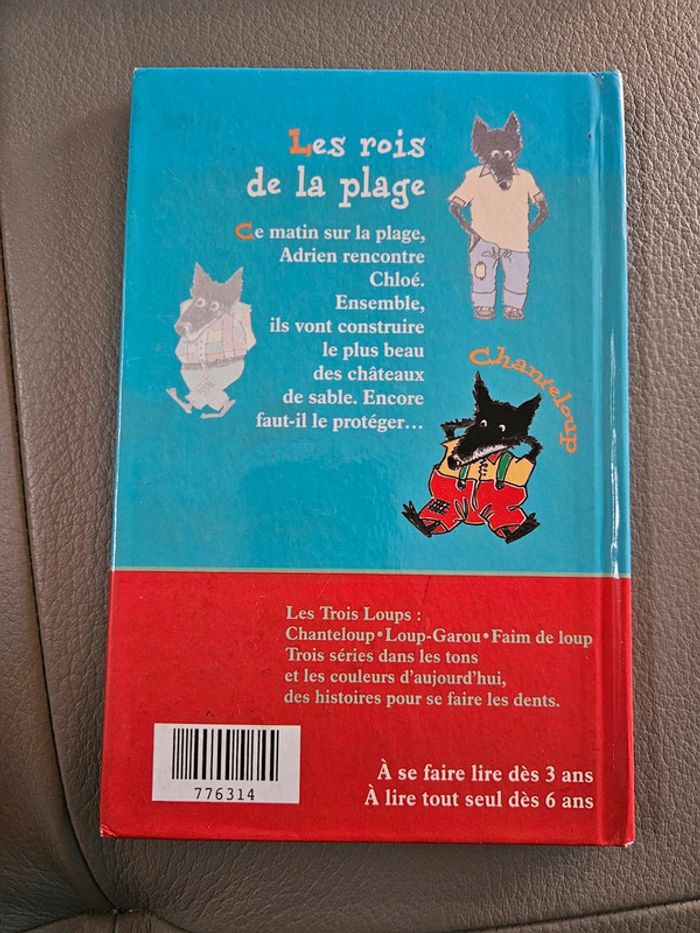 Les rois
de la plage
Ce matin sur la plage,
Adrien rencontre
Chloé.
Ensemble,
ils vont construire
le plus beau
des châteaux
de sable. Encore
faut-il le protéger...
Chanteloup
Les Trois Loups :
Chanteloup • Loup-Garou • Faim de loup
Trois séries dans les tons
et les couleurs d'aujourd'hui,
des histoires pour se faire les dents.
776314
À se faire lire dès 3 ans
À lire tout seul dès 6 ans